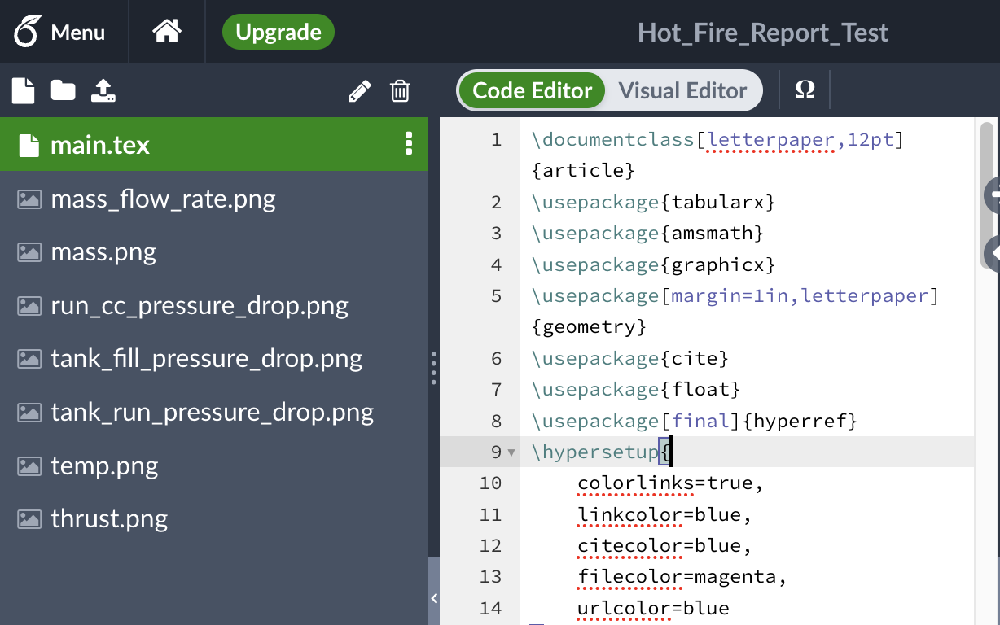 Menu
Upgrade
Hot_Fire_Report_Test
Code Editor
Visual Editor
Ω
main.tex
mass_flow_rate.png
mass.png
run_cc_pressure_drop.png
tank_fill_pressure_drop.png
tank_run_pressure_drop.png
temp.png
thrust.png
1 \documentclass[letterpaper,12pt]
{article}
2 \usepackage{tabularx}
3 \usepackage{amsmath}
4 \usepackage{graphicx}
5 \usepackage[margin=1in,letterpaper]
{geometry}
6 \usepackage{cite}
7 \usepackage{float}
8 \usepackage[final]{hyperref}
9 \hypersetup{
10 colorlinks=true,
11 linkcolor=blue,
12 citecolor=blue,
13 filecolor=magenta,
14 urlcolor=blue